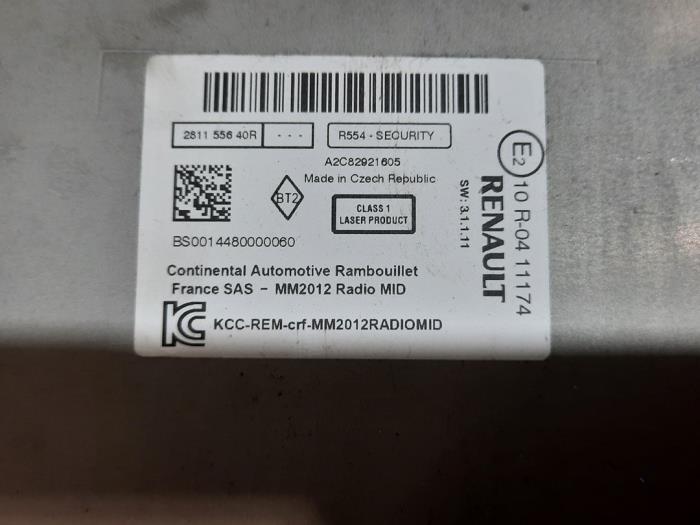 2811 556 40R - - -
R554 - SECURITY
A2C82921605
Made in Czech Republic
BT2
CLASS 1
LASER PRODUCT
BS0014480000060
Continental Automotive Rambouillet
France SAS - MM2012 Radio MID
KCC-REM-crf-MM2012RADIOMID
SW: 3.1.1.11
RENAULT
E2 10 R-04 11174